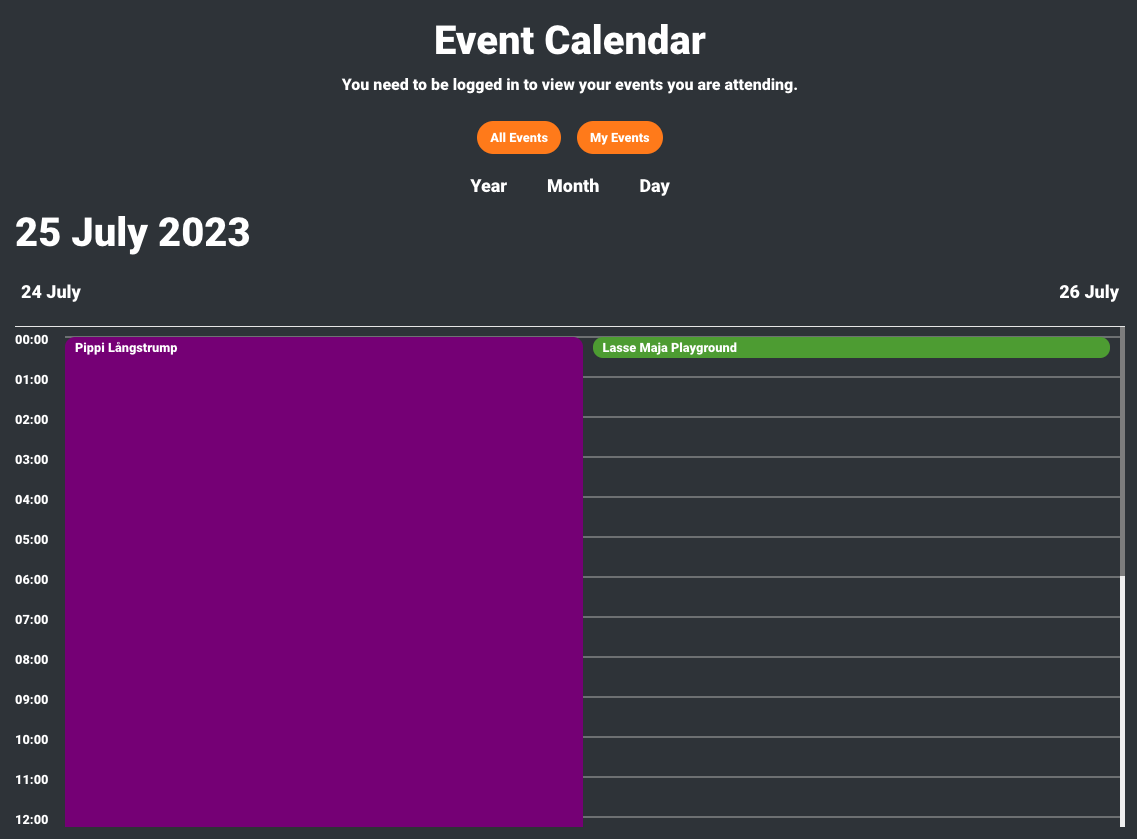 Event Calendar
You need to be logged in to view your events you are attending.
All Events My Events
Year Month Day
25 July 2023
24 July 26 July
00:00 Pippi Långstrump Lasse Maja Playground
01:00
02:00
03:00
04:00
05:00
06:00
07:00
08:00
09:00
10:00
11:00
12:00